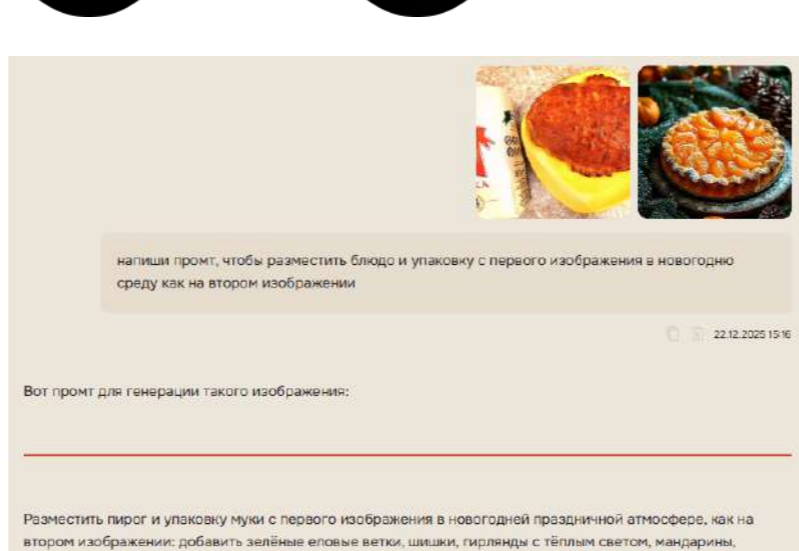 напиши промт, чтобы разместить блюдо и упаковку с первого изображения в новогодню
среду как на втором изображении
22.12.2025 15:16
Вот промт для генерации такого изображения:
Разместить пирог и упаковку муки с первого изображения в новогодней праздничной атмосфере, как на
втором изображении: добавить зелёные еловые ветки, шишки, гирлянды с тёплым светом, мандарины,